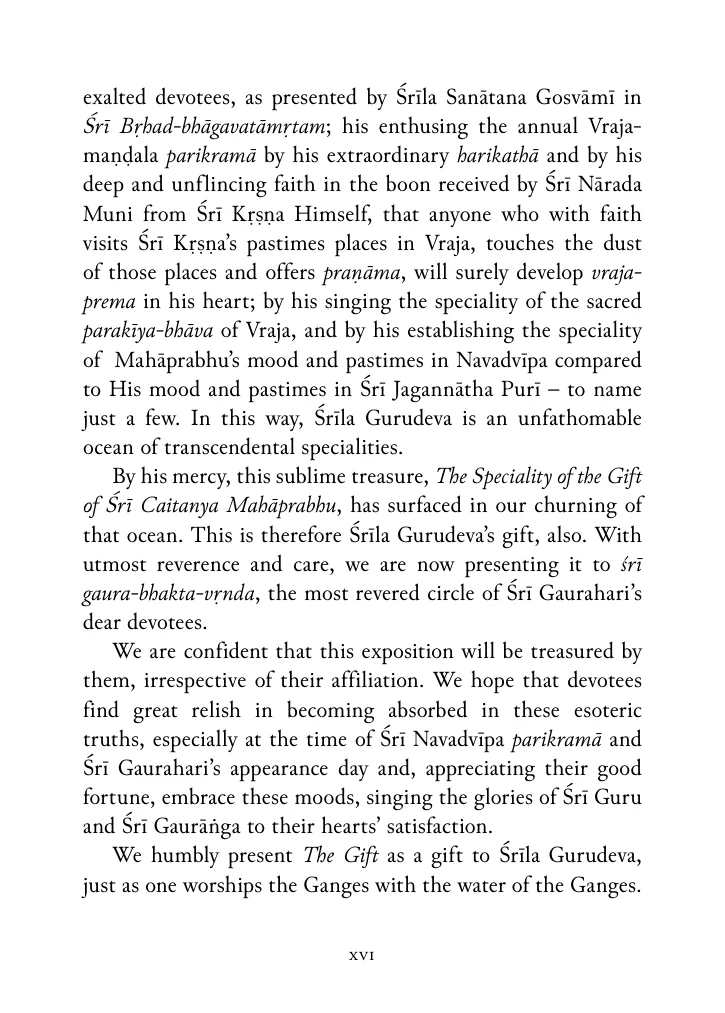 exalted devotees, as presented by Śrīla Sanātana Gosvāmī in
Śrī Bṛhad-bhāgavatāmṛtam; his enthusing the annual Vraja-
maṇḍala parikramā by his extraordinary harikathā and by his
deep and unflincing faith in the boon received by Śrī Nārada
Muni from Śrī Kṛṣṇa Himself, that anyone who with faith
visits Śrī Kṛṣṇa’s pastimes places in Vraja, touches the dust
of those places and offers praṇāma, will surely develop vraja-
prema in his heart; by his singing the speciality of the sacred
parakīya-bhāva of Vraja, and by his establishing the speciality
of Mahāprabhu’s mood and pastimes in Navadvīpa compared
to His mood and pastimes in Śrī Jagannātha Purī – to name
just a few. In this way, Śrīla Gurudeva is an unfathomable
ocean of transcendental specialities.
By his mercy, this sublime treasure, The Speciality of the Gift
of Śrī Caitanya Mahāprabhu, has surfaced in our churning of
that ocean. This is therefore Śrīla Gurudeva’s gift, also. With
utmost reverence and care, we are now presenting it to śrī
gaura-bhakta-vṛnda, the most revered circle of Śrī Gaurahari’s
dear devotees.
We are confident that this exposition will be treasured by
them, irrespective of their affiliation. We hope that devotees
find great relish in becoming absorbed in these esoteric
truths, especially at the time of Śrī Navadvīpa parikramā and
Śrī Gaurahari’s appearance day and, appreciating their good
fortune, embrace these moods, singing the glories of Śrī Guru
and Śrī Gaurāṅga to their hearts’ satisfaction.
We humbly present The Gift as a gift to Śrīla Gurudeva,
just as one worships the Ganges with the water of the Ganges.
XVI